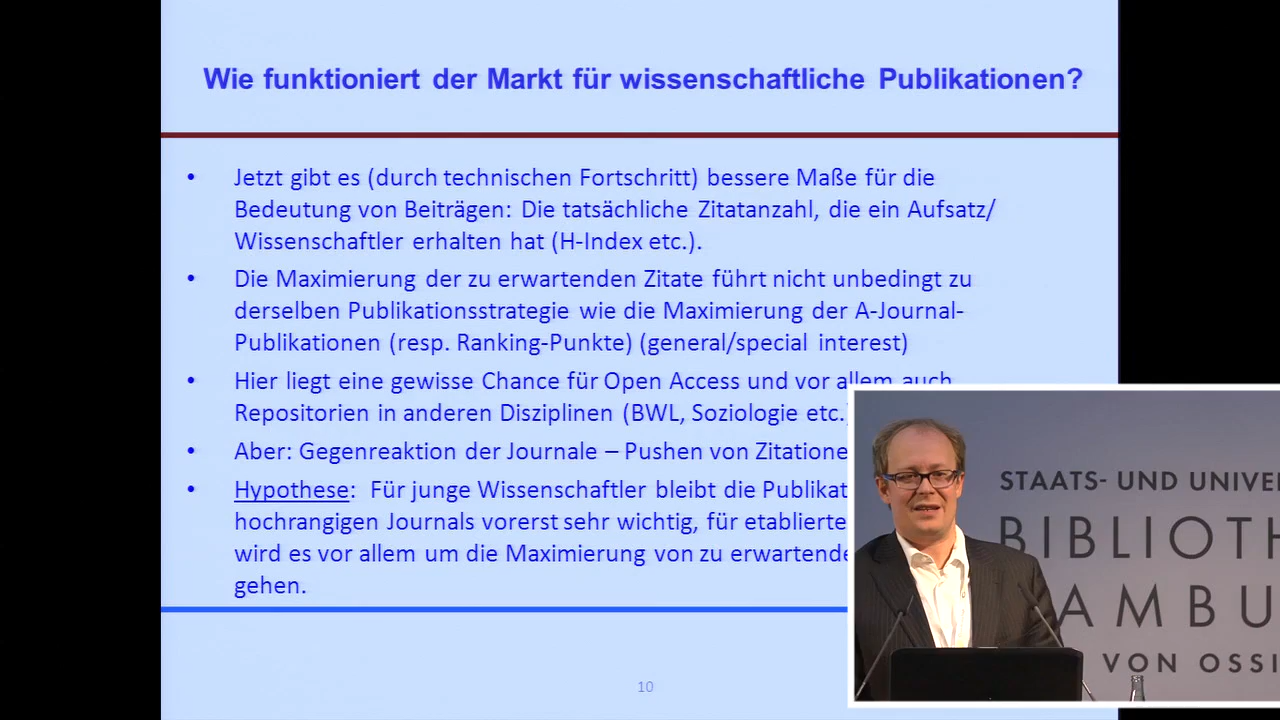 Wie funktioniert der Markt für wissenschaftliche Publikationen?
• Jetzt gibt es (durch technischen Fortschritt) bessere Maße für die
Bedeutung von Beiträgen: Die tatsächliche Zitatanzahl, die ein Aufsatz/
Wissenschaftler erhalten hat (H-Index etc.).
• Die Maximierung der zu erwartenden Zitate führt nicht unbedingt zu
derselben Publikationsstrategie wie die Maximierung der A-Journal-
Publikationen (resp. Ranking-Punkte) (general/special interest)
• Hier liegt eine gewisse Chance für Open Access und vor allem auch
Repositorien in anderen Disziplinen (BWL, Soziologie etc.)
• Aber: Gegenreaktion der Journale – Pushen von Zitatione
• Hypothese: Für junge Wissenschaftler bleibt die Publikat
hochrangigen Journals vorerst sehr wichtig, für etablierte
wird es vor allem um die Maximierung von zu erwartende
gehen.
10
STAATS- UND UNIVE
BIBLIOTH
AMBU
VON OSSI